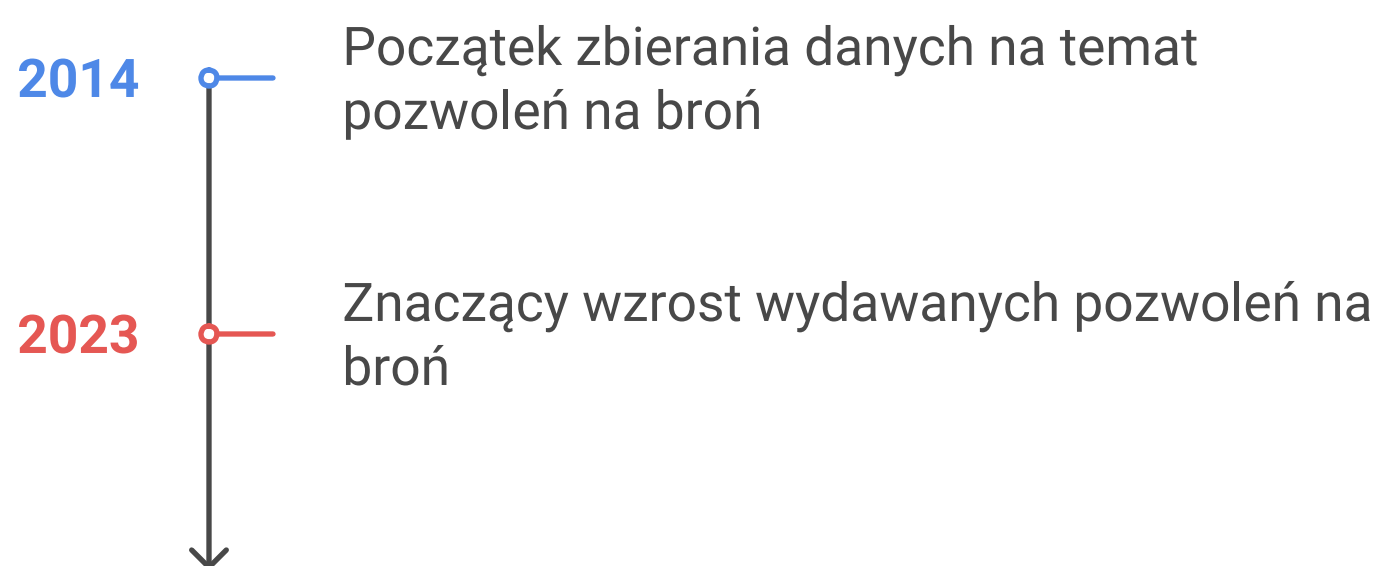 2014
Początek zbierania danych na temat
pozwoleń na broń
2023
Znaczący wzrost wydawanych pozwoleń na
broń